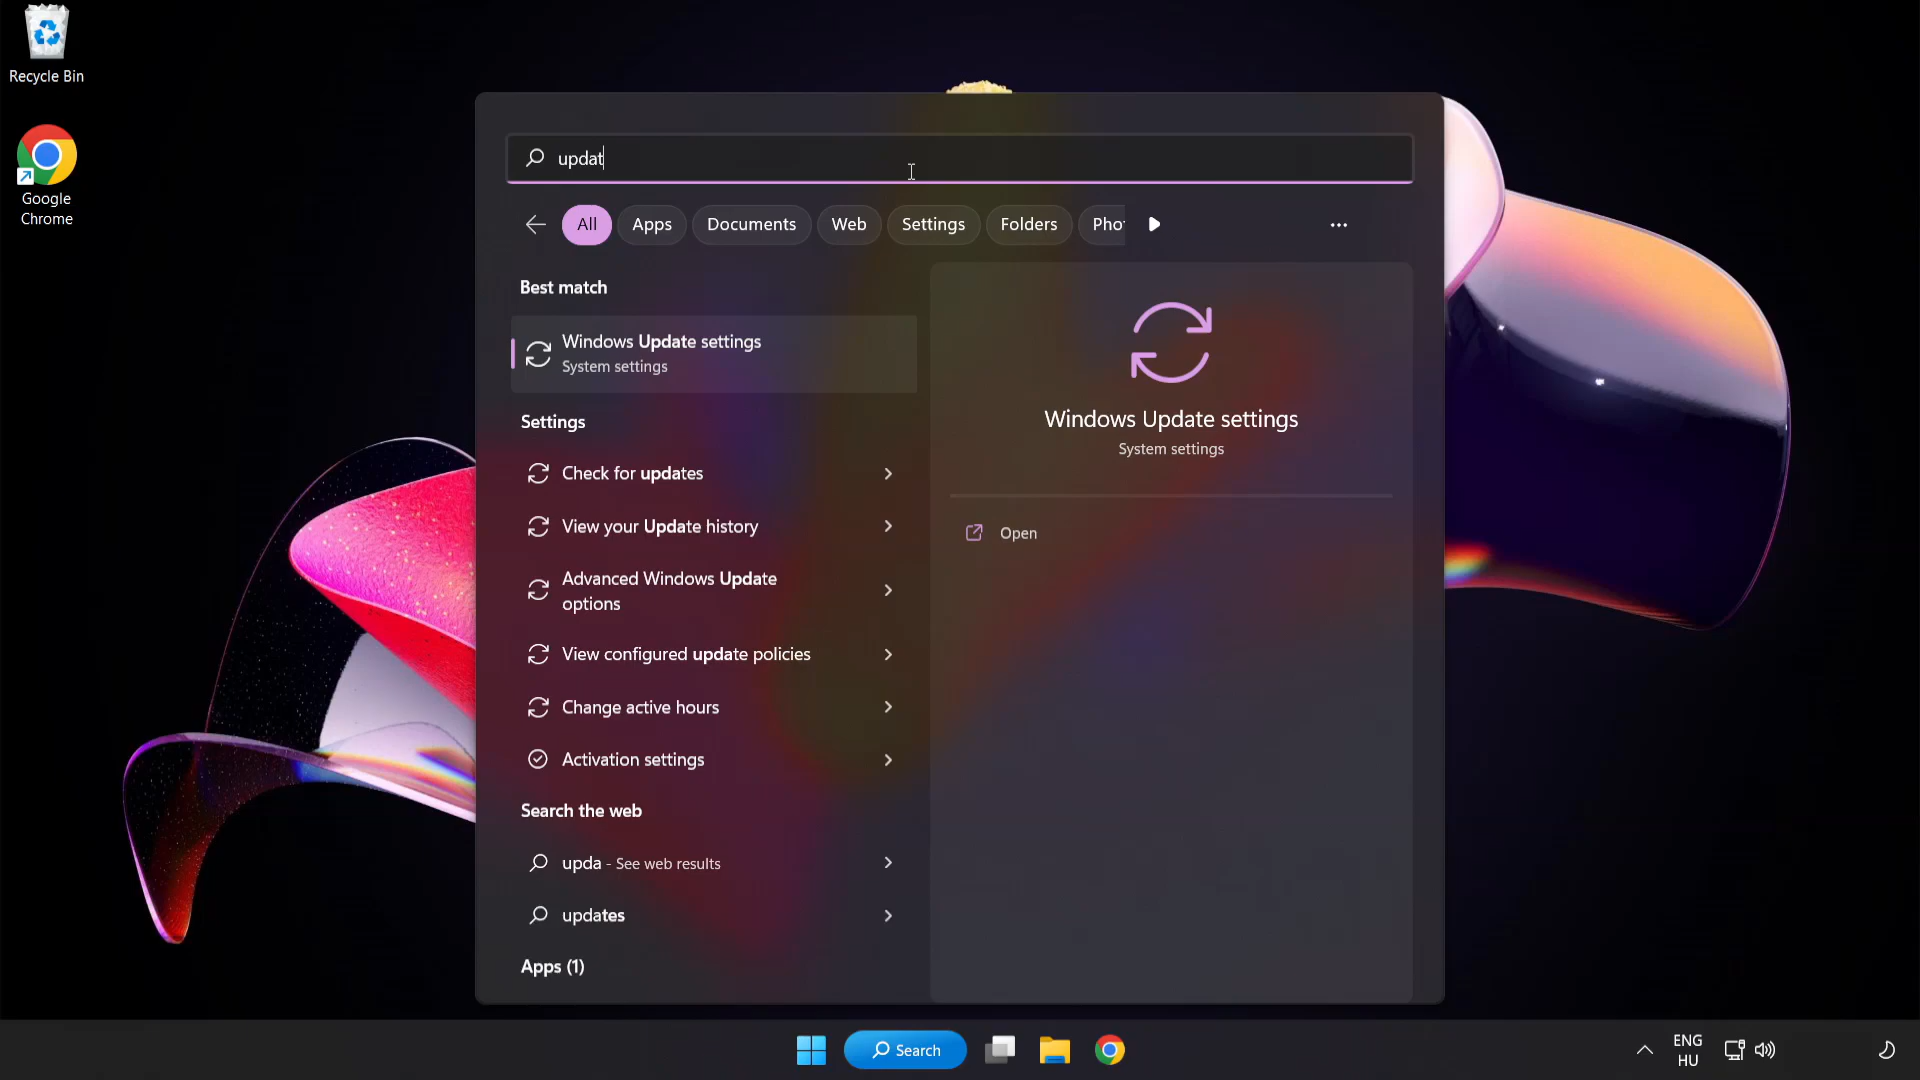 Recycle Bin
Google
Chrome
updat
All
Apps
Documents
Web
Settings
Folders
Pho
Best match
Windows Update settings
System settings
Settings
Check for updates
View your Update history
Advanced Windows Update
options
View configured update policies
Change active hours
Activation settings
Search the web
upda - See web results
updates
Apps (1)
Windows Update settings
System settings
Open
Search
ENG
HU